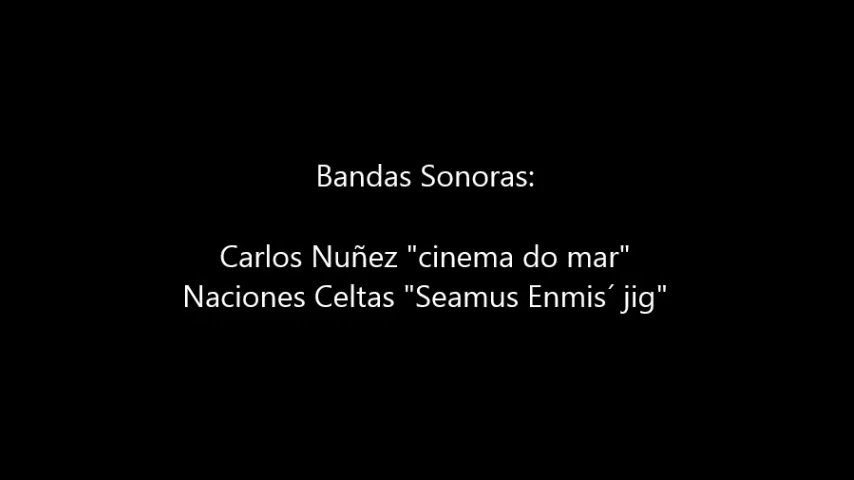 Bandas Sonoras:
Carlos Nuñez "cinema do mar"
Naciones Celtas "Seamus Enmis´ jig"